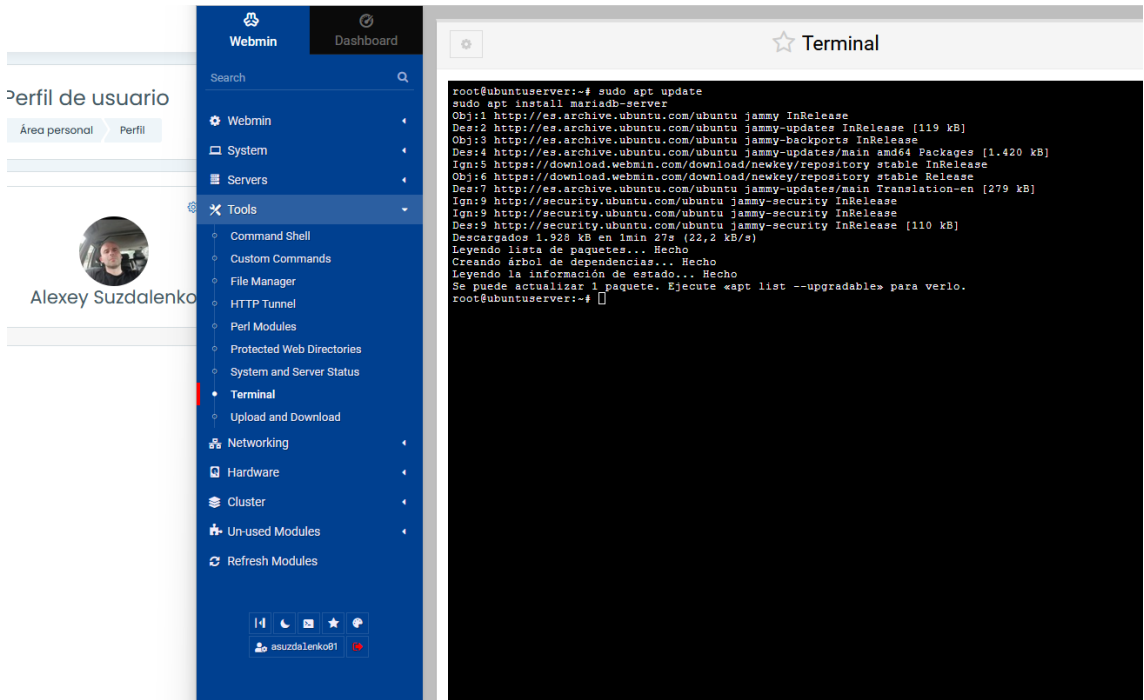 Perfil de usuario
Área personal
Perfil
Alexey Suzdalenko
Webmin
Dashboard
Search
Webmin
System
Servers
Tools
Command Shell
Custom Commands
File Manager
HTTP Tunnel
Perl Modules
Protected Web Directories
System and Server Status
Terminal
Upload and Download
Networking
Hardware
Cluster
Un-used Modules
Refresh Modules
asuzdalenko01
Terminal
root@ubuntuserver:~# sudo apt update
sudo apt install mariadb-server
Obj:1 http://es.archive.ubuntu.com/ubuntu jammy InRelease
Des:2 http://es.archive.ubuntu.com/ubuntu jammy-updates InRelease [119 kB]
Obj:3 http://es.archive.ubuntu.com/ubuntu jammy-backports InRelease
Des:4 http://es.archive.ubuntu.com/ubuntu jammy-updates/main amd64 Packages [1.420 kB]
Ign:5 https://download.webmin.com/download/newkey/repository stable InRelease
Obj:6 https://download.webmin.com/download/newkey/repository stable Release
Des:7 http://es.archive.ubuntu.com/ubuntu jammy-updates/main Translation-en [279 kB]
Ign:9 http://security.ubuntu.com/ubuntu jammy-security InRelease
Ign:9 http://security.ubuntu.com/ubuntu jammy-security InRelease
Des:9 http://security.ubuntu.com/ubuntu jammy-security InRelease [110 kB]
Descargados 1.928 kB en 1min 27s (22,2 kB/s)
Leyendo lista de paquetes... Hecho
Creando árbol de dependencias... Hecho
Leyendo la información de estado... Hecho
Se puede actualizar 1 paquete. Ejecute «apt list --upgradable» para verlo.
root@ubuntuserver:~#